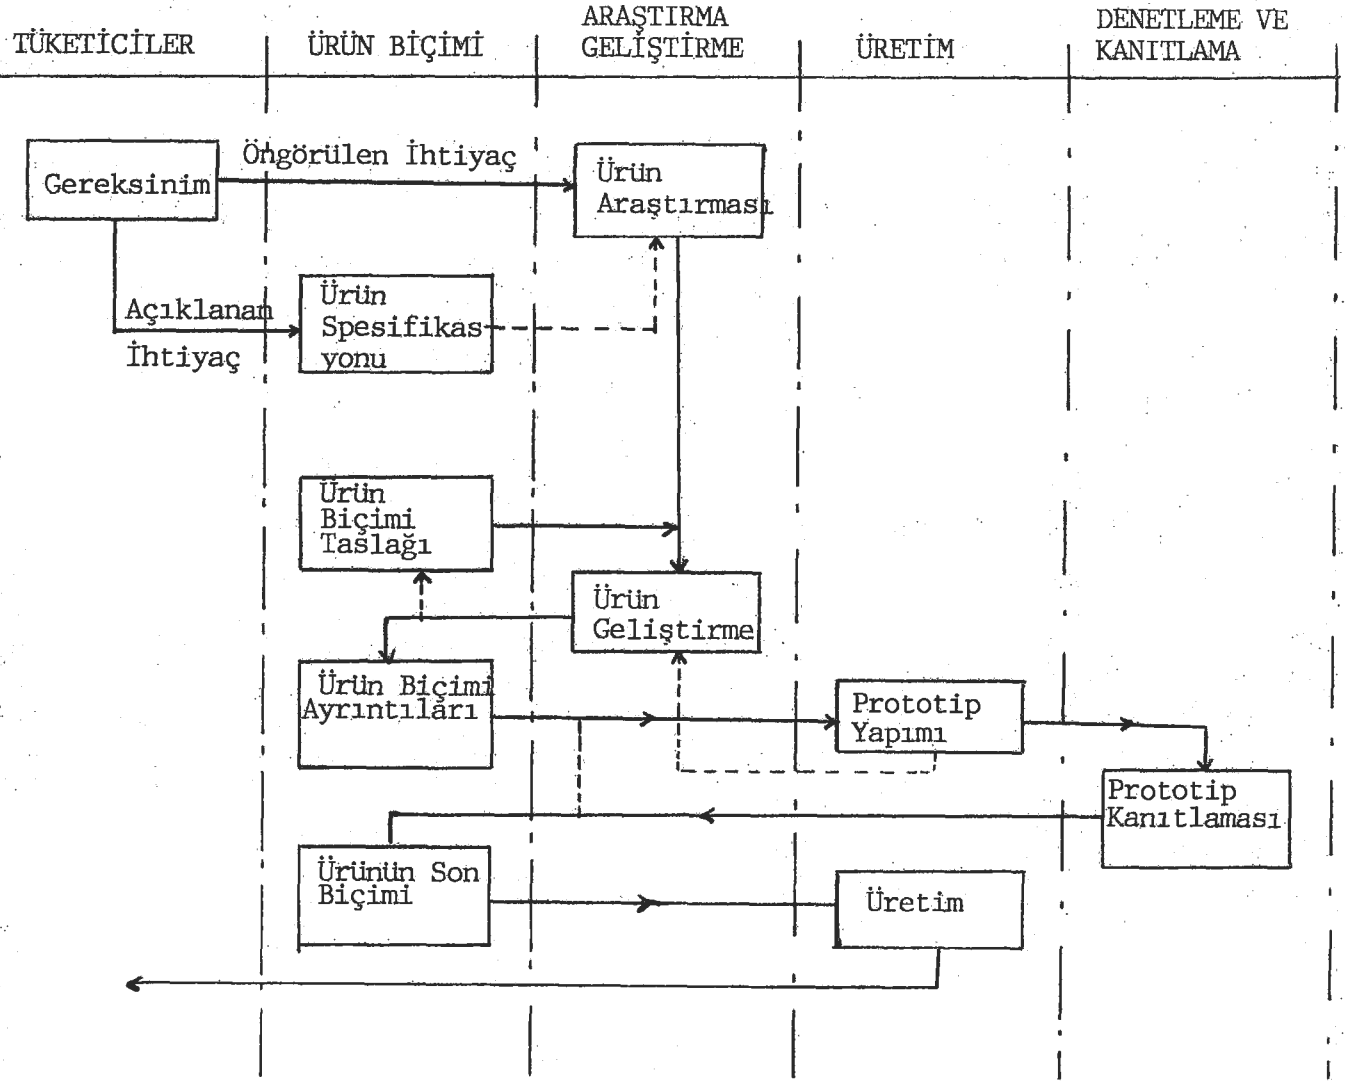 TÜKETİCİLER
ÜRÜN BİÇİMİ
ARAŞTIRMA
GELİŞTİRME
ÜRETİM
DENETLEME VE
KANITLAMA
Gereksinim
Öngörülen İhtiyaç
Ürün
Araştırması
Açıklanan
İhtiyaç
Ürün
Spesifikas
yonu
Ürün
Biçimi
Taslağı
Ürün
Geliştirme
Ürün Biçimi
Ayrıntıları
Prototip
Yapımı
Prototip
Kanıtlaması
Ürünün Son
Biçimi
Üretim